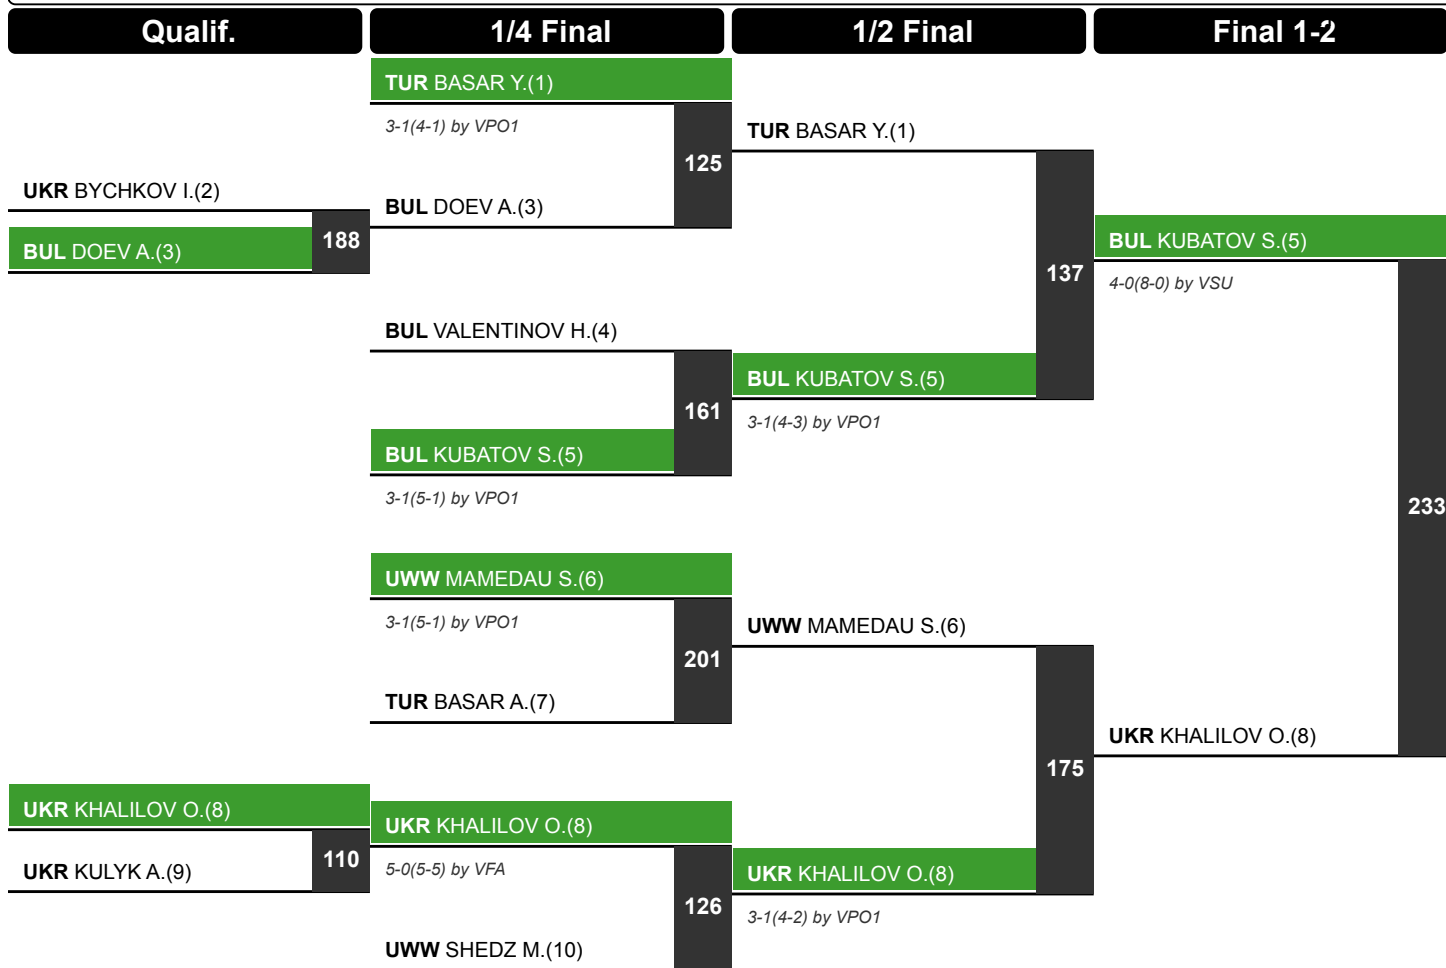 Qualif.
1/4 Final
1/2 Final
Final 1-2
UKR BYCHKOV I.(2)
BUL DOEV A.(3)
188
UKR KHALILOV O.(8)
UKR KULYK A.(9)
110
TUR BASAR Y.(1)
3-1(4-1) by VPO1
BUL DOEV A.(3)
125
BUL VALENTINOV H.(4)
BUL KUBATOV S.(5)
3-1(5-1) by VPO1
161
UWW MAMEDAU S.(6)
3-1(5-1) by VPO1
TUR BASAR A.(7)
201
UKR KHALILOV O.(8)
5-0(5-5) by VFA
UWW SHEDZ M.(10)
126
TUR BASAR Y.(1)
BUL KUBATOV S.(5)
3-1(4-3) by VPO1
137
UWW MAMEDAU S.(6)
UKR KHALILOV O.(8)
3-1(4-2) by VPO1
175
BUL KUBATOV S.(5)
4-0(8-0) by VSU
UKR KHALILOV O.(8)
233